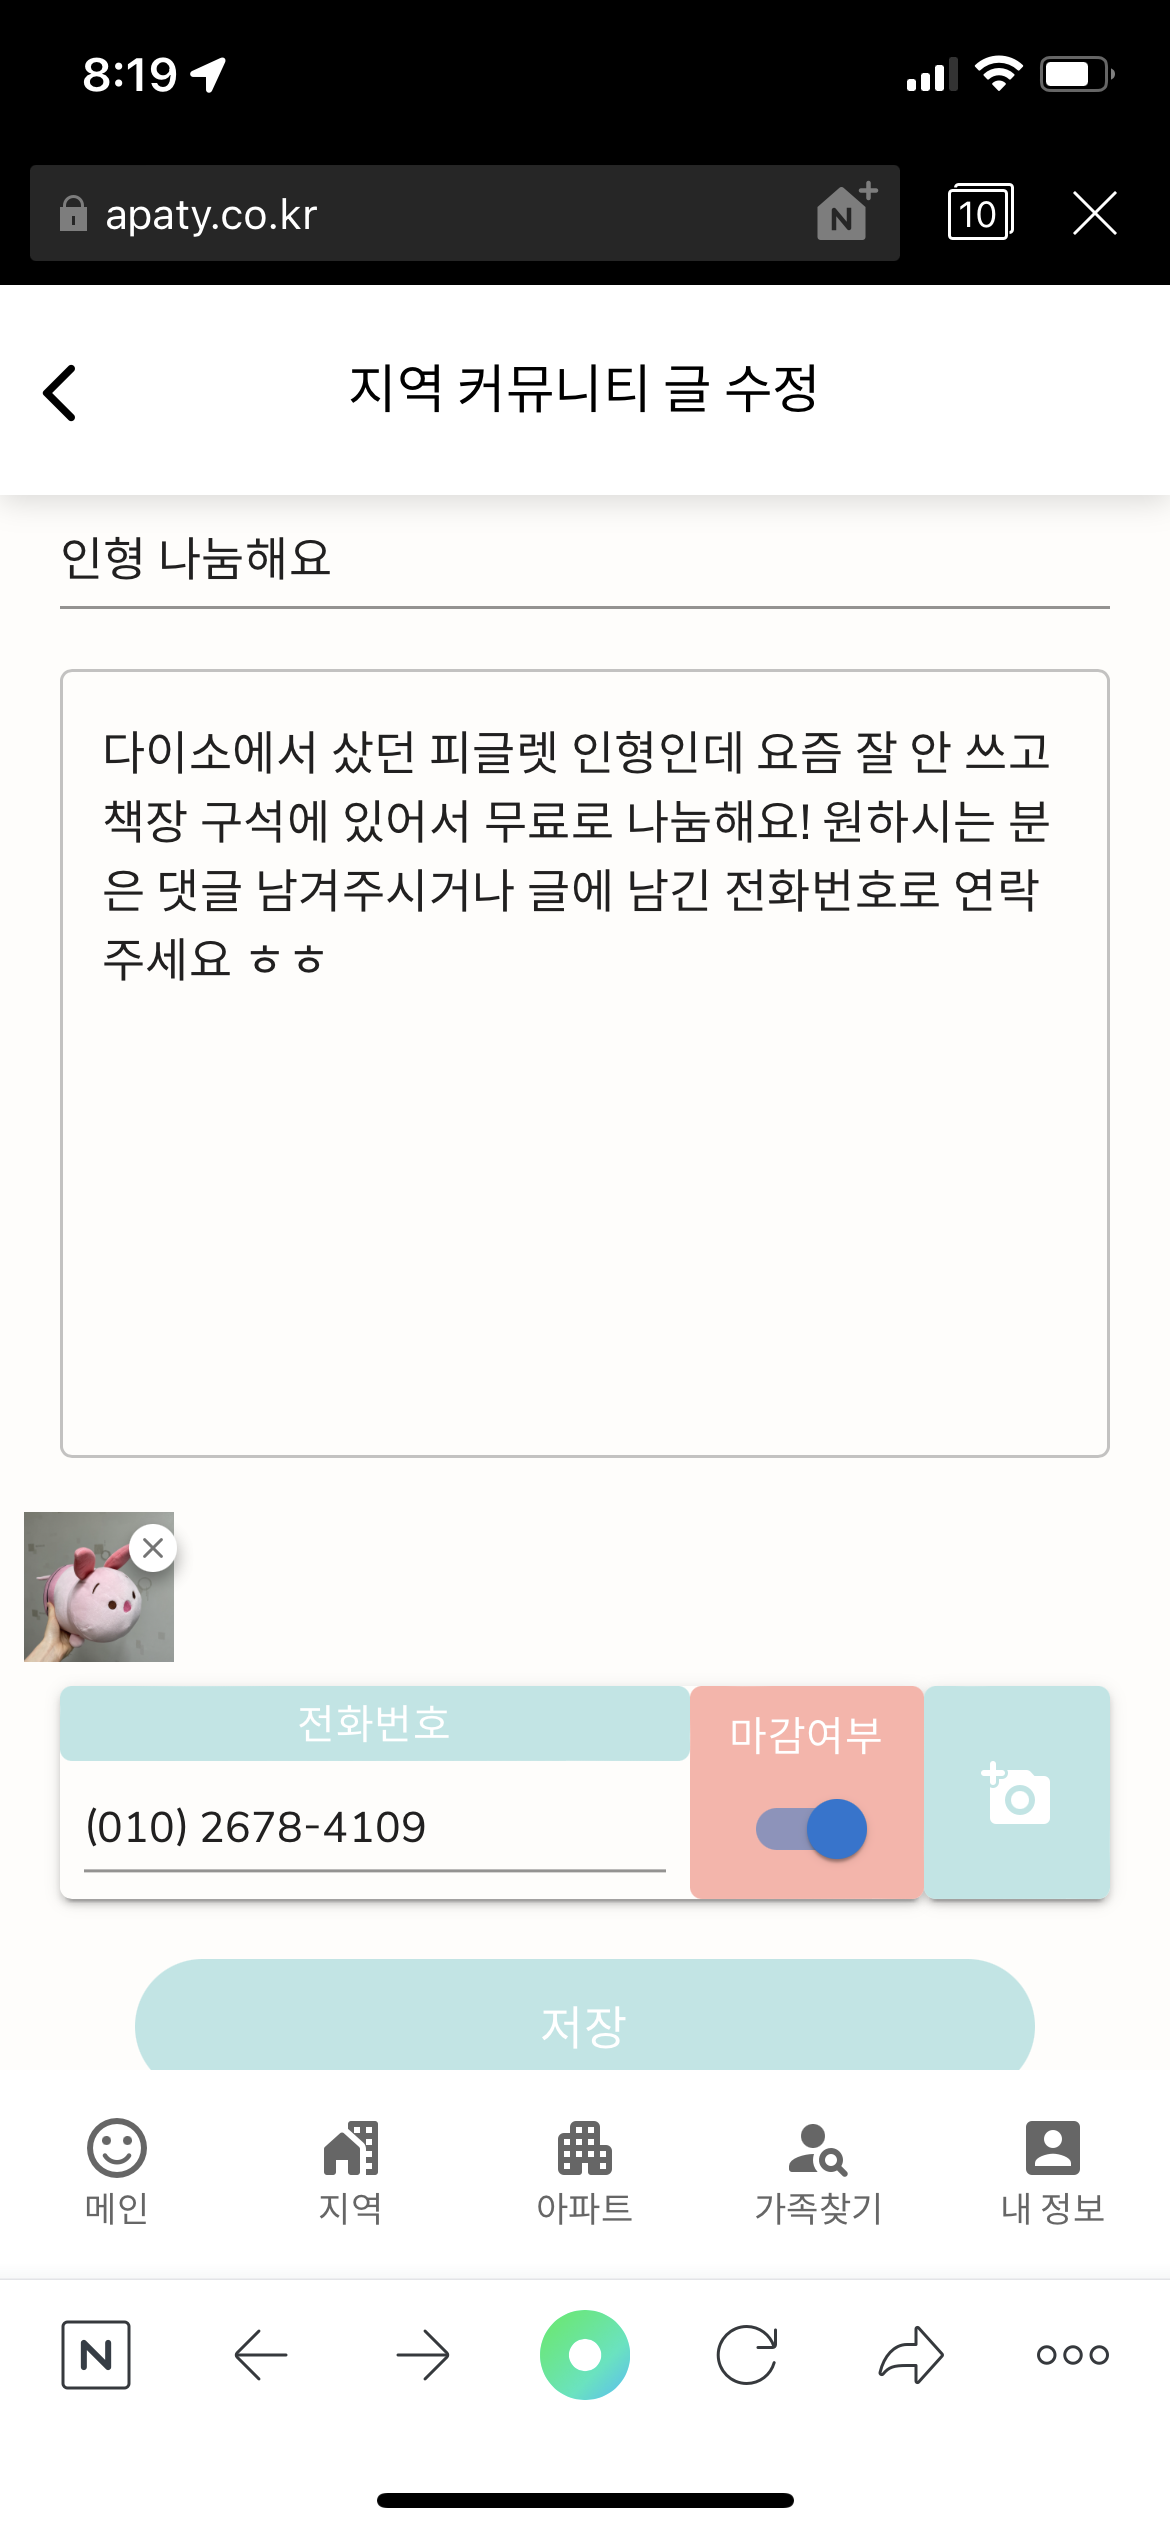 8:19
apaty.co.kr
N
10
지역 커뮤니티 글 수정
인형 나눔해요
다이소에서 샀던 피글렛 인형인데 요즘 잘 안 쓰고
책장 구석에 있어서 무료로 나눔해요! 원하시는 분
은 댓글 남겨주시거나 글에 남긴 전화번호로 연락
주세요 ㅎㅎ
전화번호
마감여부
(010) 2678-4109
저장
메인
지역
아파트
가족찾기
내 정보
N